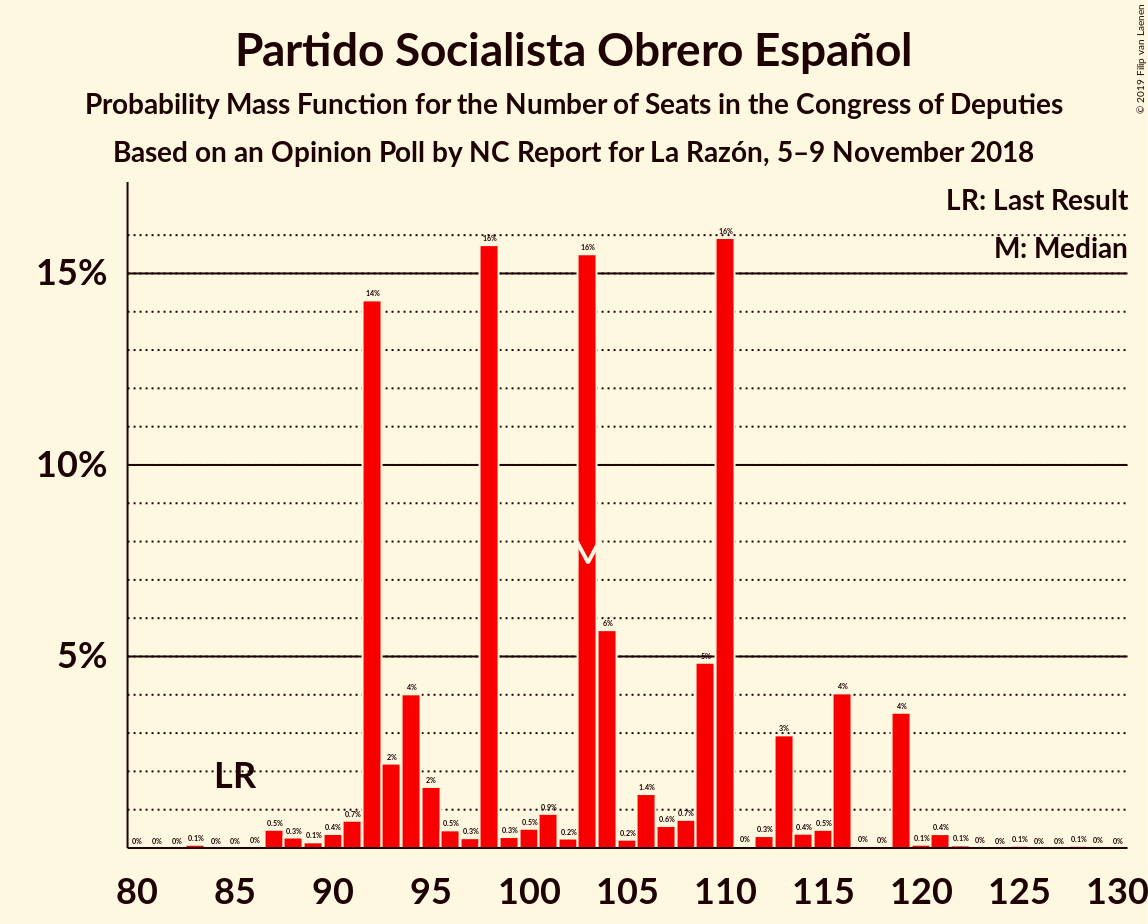 Partido Socialista Obrero Español
Probability Mass Function for the Number of Seats in the Congress of Deputies
Based on an Opinion Poll by NC Report for La Razón, 5–9 November 2018
© 2019 Filip van Laenen
LR: Last Result
M: Median
15%
10%
5%
LR
M
0% 0% 0% 0.1% 0% 0% 0% 0.5% 0.3% 0.1% 0.4% 0.7% 14% 2% 4% 2% 0.5% 0.3% 16% 0.3% 0.5% 0.9% 0.2% 16% 6% 0.2% 1.4% 0.6% 0.7% 5% 16% 0% 0.3% 3% 0.4% 0.5% 4% 0% 0% 4% 0.1% 0.4% 0.1% 0% 0% 0.1% 0% 0% 0.1% 0% 0%
80 85 90 95 100 105 110 115 120 125 130